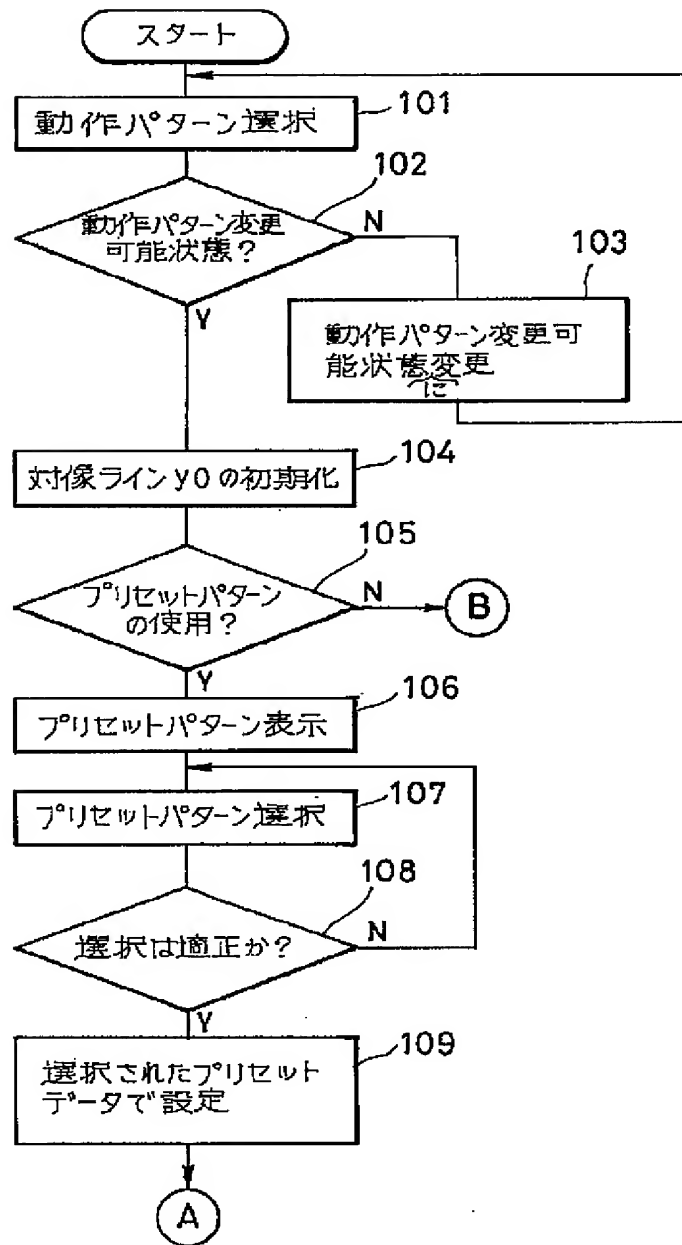 スタート
動作パターン選択
101
動作パターン変更
可能状態?
102
N
Y
103
動作パターン変更可
能状態変更
に
対像ラインy0の初期化
104
プリセットパターン
の使用?
105
N
B
Y
プリセットパターン表示
106
プリセットパターン選択
107
選択は適正か?
108
N
Y
選択されたプリセット
データで設定
109
A